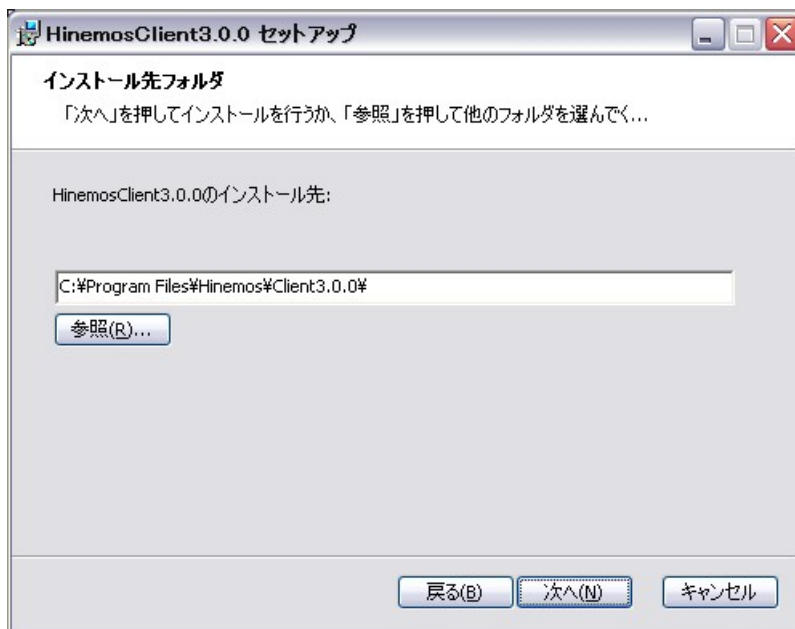 HinemosClient3.0.0 セットアップ
インストール先フォルダ
「次へ」を押してインストールを行うか、「参照」を押して他のフォルダを選んでく...
HinemosClient3.0.0のインストール先:
C:¥Program Files¥Hinemos¥Client3.0.0¥
参照(R)...
戻る(B) 次へ(N) キャンセル